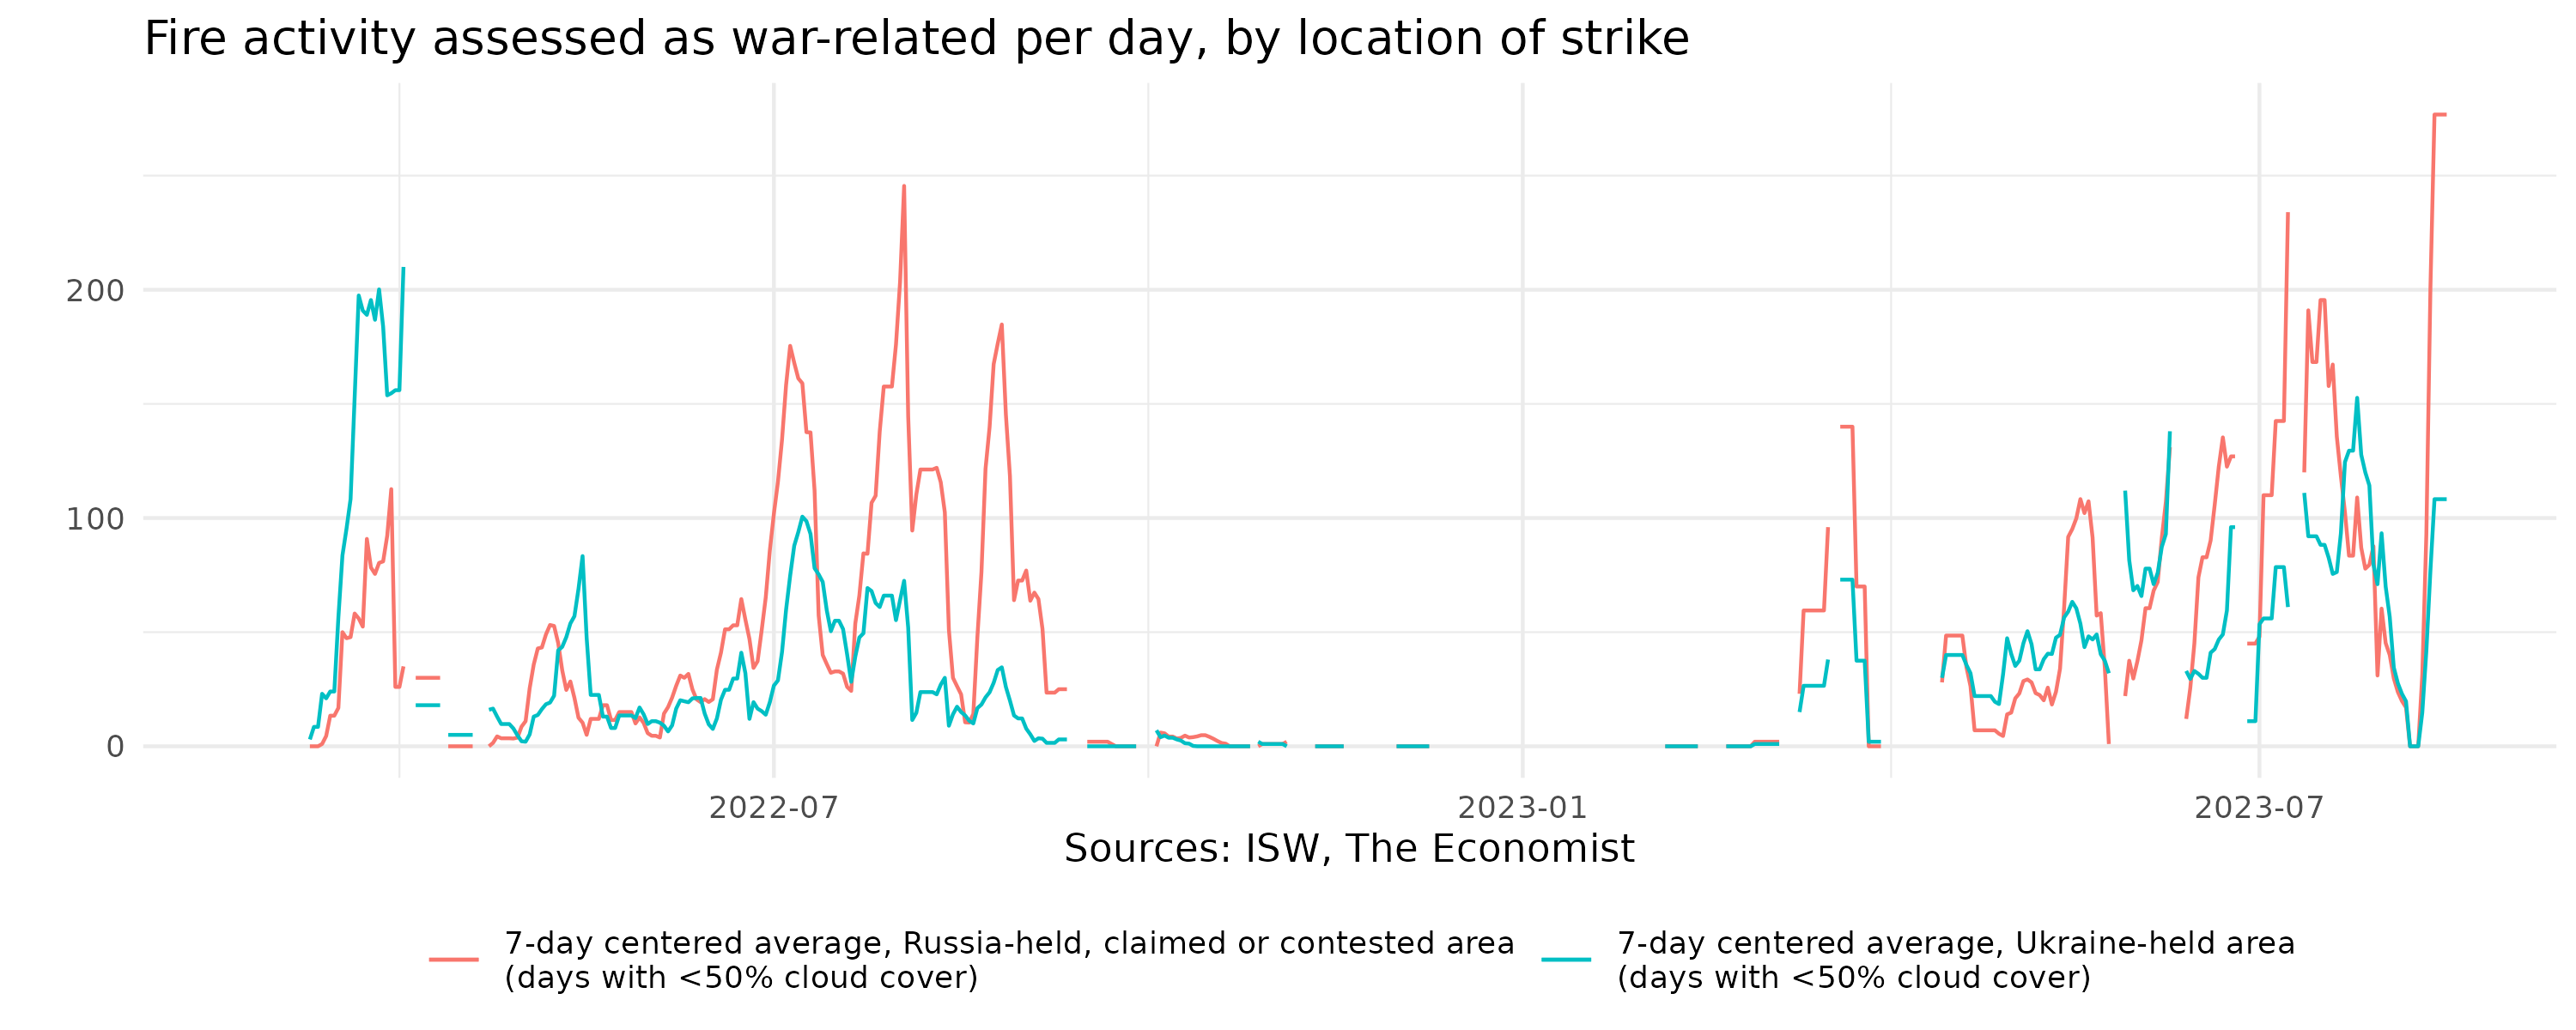 Fire activity assessed as war-related per day, by location of strike
200
100
0
2022-07
2023-01
2023-07
Sources: ISW, The Economist
7-day centered average, Russia-held, claimed or contested area
(days with <50% cloud cover)
7-day centered average, Ukraine-held area
(days with <50% cloud cover)